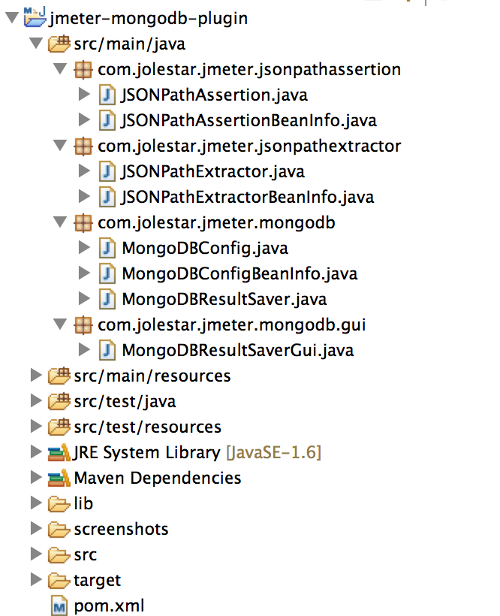 jmeter-mongodb-plugin
src/main/java
com.jolestar.jmeter.jsonpathassertion
JSONPathAssertion.java
JSONPathAssertionBeanInfo.java
com.jolestar.jmeter.jsonpathextractor
JSONPathExtractor.java
JSONPathExtractorBeanInfo.java
com.jolestar.jmeter.mongodb
MongoDBConfig.java
MongoDBConfigBeanInfo.java
MongoDBResultSaver.java
com.jolestar.jmeter.mongodb.gui
MongoDBResultSaverGui.java
src/main/resources
src/test/java
src/test/resources
JRE System Library [JavaSE-1.6]
Maven Dependencies
lib
screenshots
src
target
pom.xml